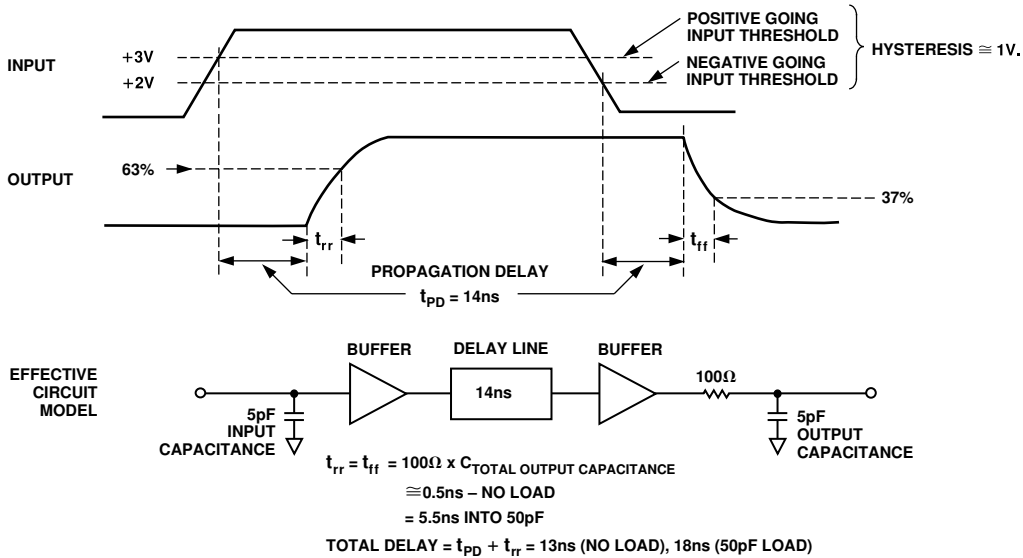 POSITIVE GOING
INPUT THRESHOLD
HYSTERESIS ≅ 1V.
NEGATIVE GOING
INPUT THRESHOLD
INPUT
+3V
+2V
OUTPUT
63%
37%
trr
tff
PROPAGATION DELAY
tPD = 14ns
EFFECTIVE
CIRCUIT
MODEL
BUFFER
DELAY LINE
BUFFER
14ns
100Ω
5pF
INPUT
CAPACITANCE
5pF
OUTPUT
CAPACITANCE
trr = tff = 100Ω x CTOTAL OUTPUT CAPACITANCE
≅0.5ns – NO LOAD
= 5.5ns INTO 50pF
TOTAL DELAY = tPD + trr = 13ns (NO LOAD), 18ns (50pF LOAD)